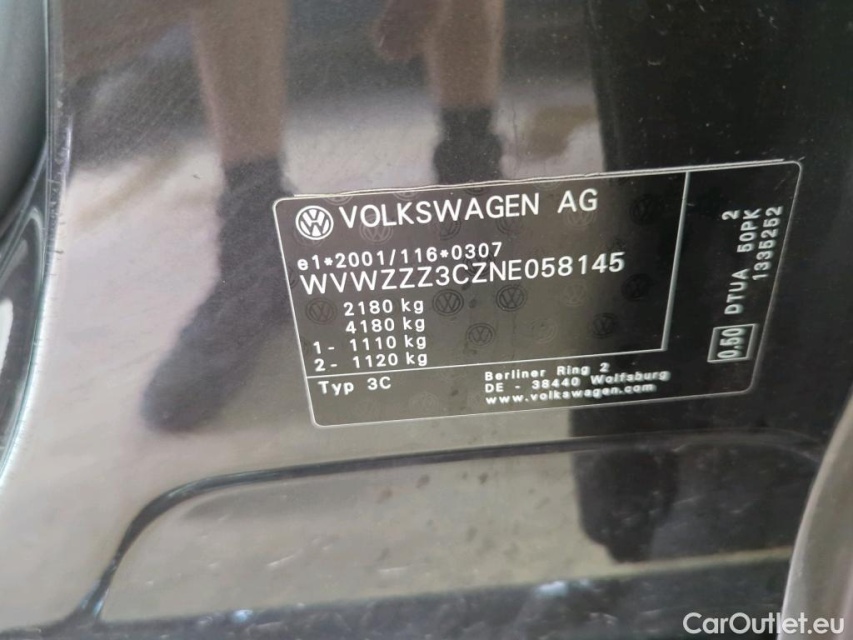 VOLKSWAGEN AG
e1*2001/116*0307
WVWZZZ3CZNE058145
2180 kg
4180 kg
1- 1110 kg
2- 1120 kg
Typ 3C
Berliner Ring 2
DE - 38440 Wolfsburg
www.volkswagen.com
0.50 DTUA 50PK 2
1335252
CarOutlet.eu